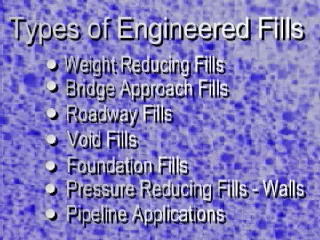 Types of Engineered Fills
• Weight Reducing Fills
• Bridge Approach Fills
• Roadway Fills
• Void Fills
• Foundation Fills
• Pressure Reducing Fills - Walls
• Pipeline Applications